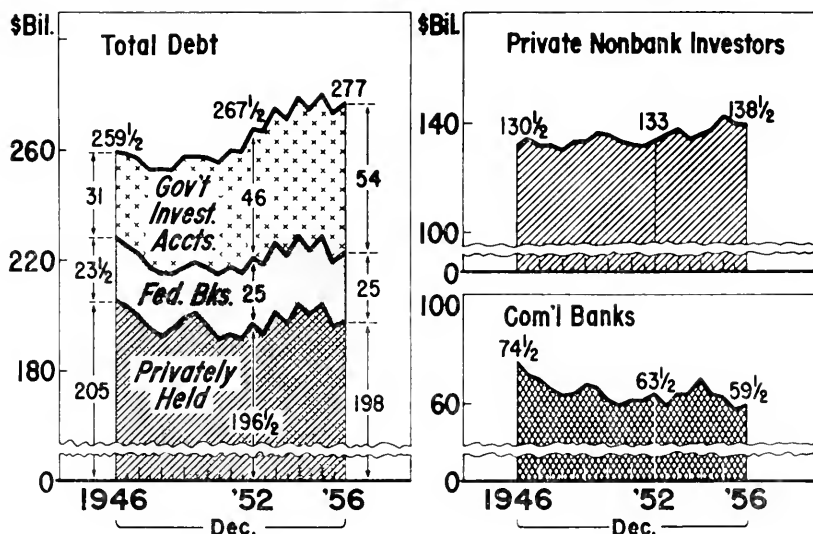 $Bil.
Total Debt
277
267½
259½
260
31
Gov't
Invest.
Accts.
46
54
220
23½
Fed. Bks.
25
25
180
205
Privately
Held
196½
198
0
1946
'52
'56
Dec.
$Bil.
Private Nonbank Investors
140
130½
133
138½
100
0
100
Com'l Banks
74½
63½
59½
60
0
1946
'52
'56
Dec.